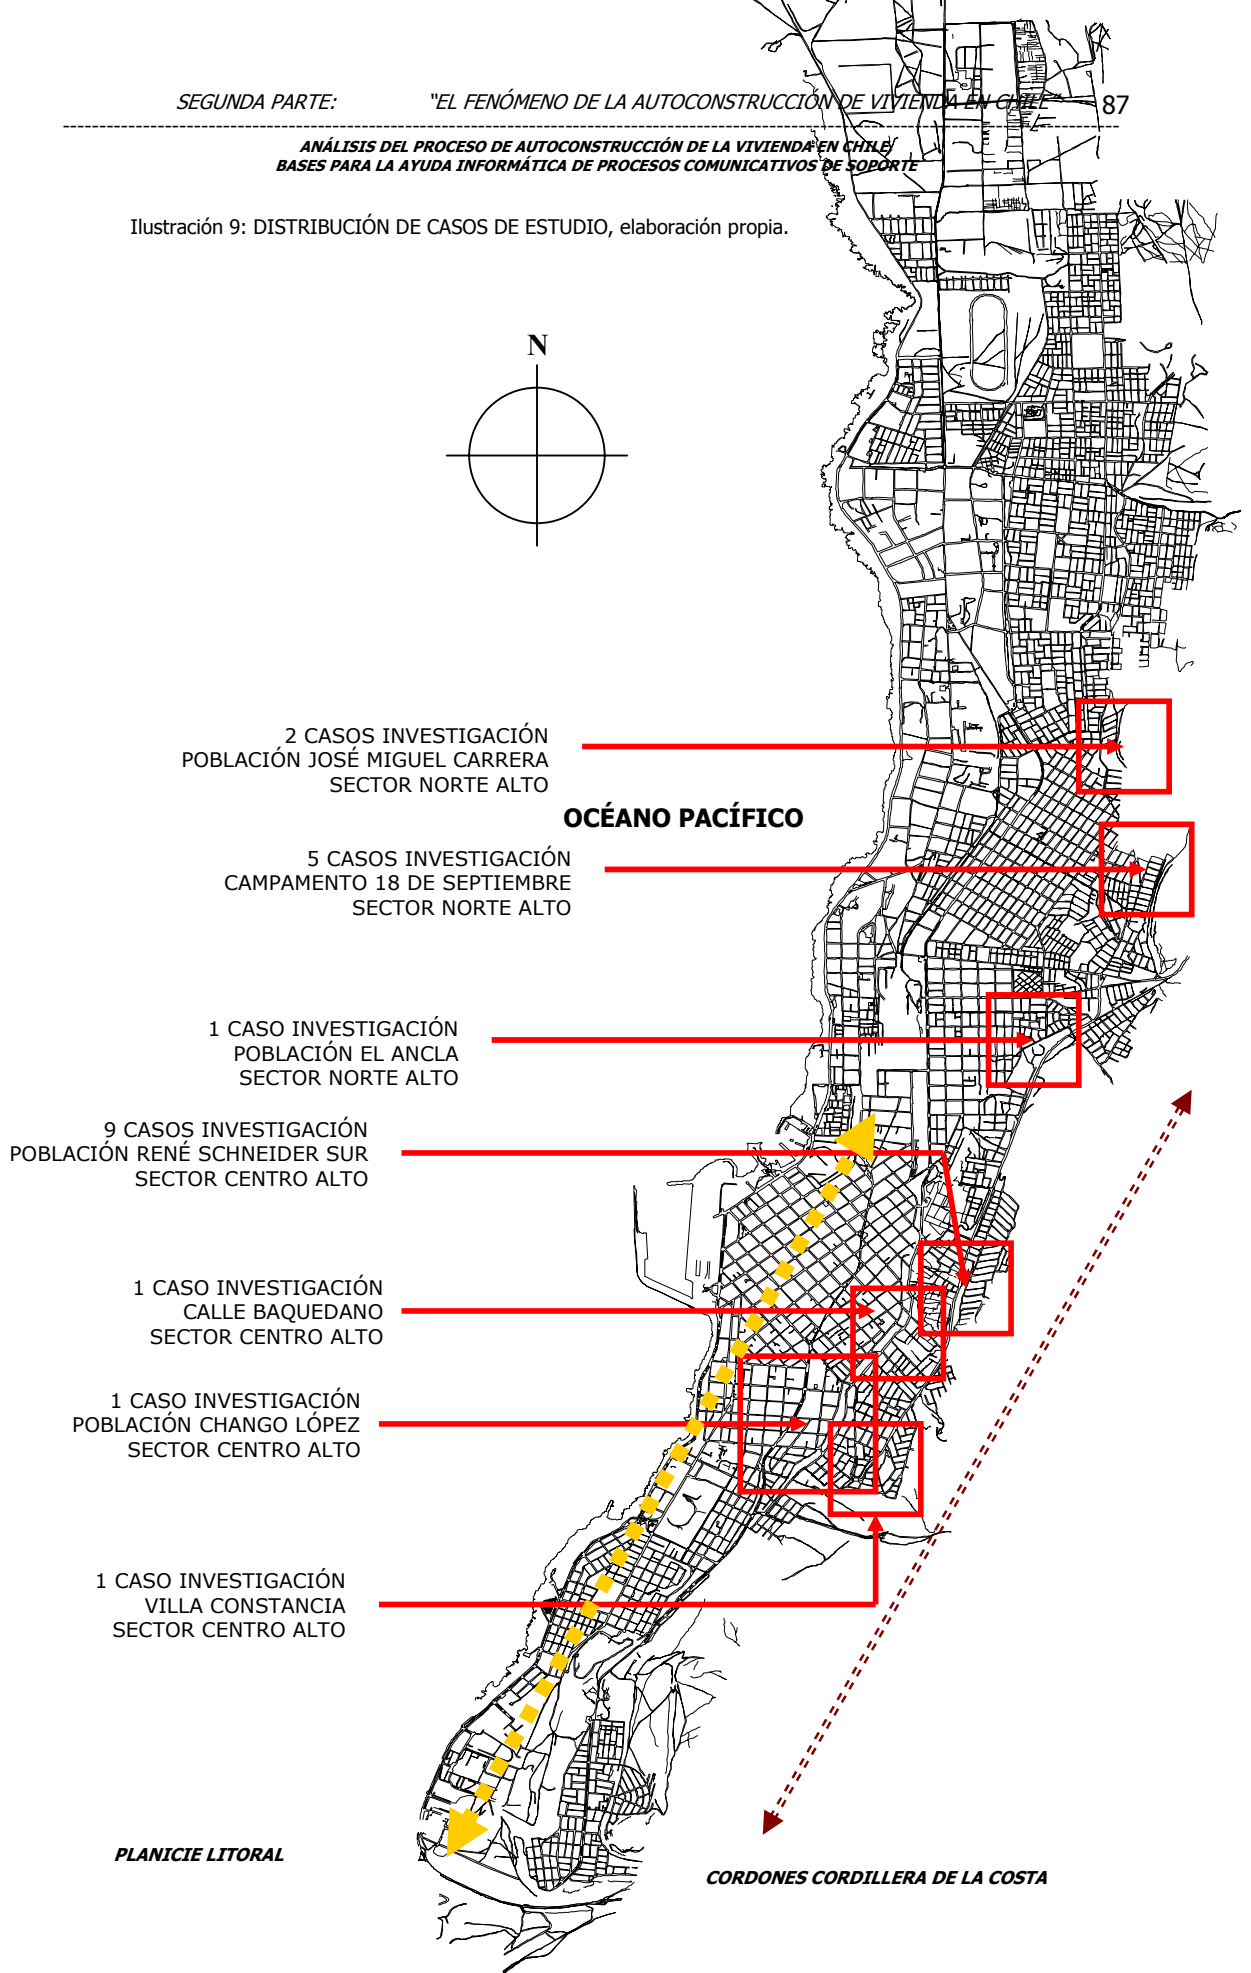 SEGUNDA PARTE: "EL FENÓMENO DE LA AUTOCONSTRUCCIÓN DE VIVIENDA EN CHILE" 87
ANÁLISIS DEL PROCESO DE AUTOCONSTRUCCIÓN DE LA VIVIENDA EN CHILE,
BASES PARA LA AYUDA INFORMÁTICA DE PROCESOS COMUNICATIVOS DE SOPORTE
Ilustración 9: DISTRIBUCIÓN DE CASOS DE ESTUDIO, elaboración propia.
N
2 CASOS INVESTIGACIÓN
POBLACIÓN JOSÉ MIGUEL CARRERA
SECTOR NORTE ALTO
OCÉANO PACÍFICO
5 CASOS INVESTIGACIÓN
CAMPAMENTO 18 DE SEPTIEMBRE
SECTOR NORTE ALTO
1 CASO INVESTIGACIÓN
POBLACIÓN EL ANCLA
SECTOR NORTE ALTO
9 CASOS INVESTIGACIÓN
POBLACIÓN RENÉ SCHNEIDER SUR
SECTOR CENTRO ALTO
1 CASO INVESTIGACIÓN
CALLE BAQUEDANO
SECTOR CENTRO ALTO
1 CASO INVESTIGACIÓN
POBLACIÓN CHANGO LÓPEZ
SECTOR CENTRO ALTO
1 CASO INVESTIGACIÓN
VILLA CONSTANCIA
SECTOR CENTRO ALTO
PLANICIE LITORAL
CORDONES CORDILLERA DE LA COSTA